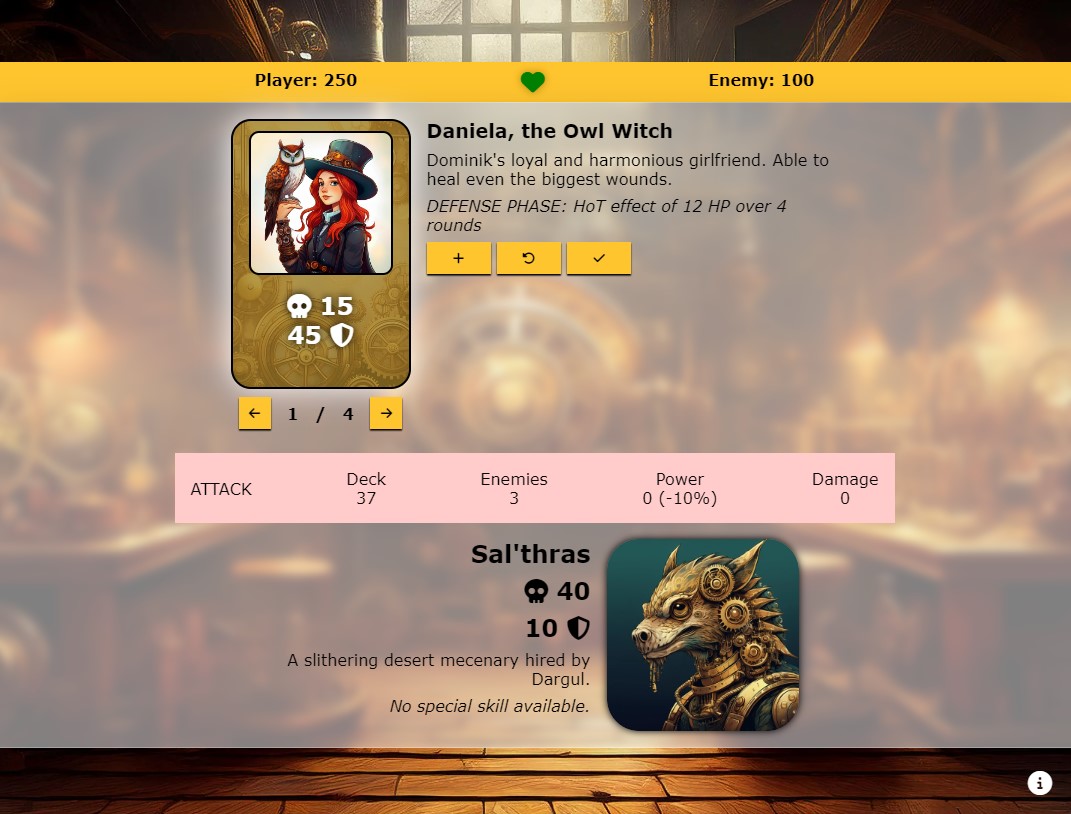 Player: 250
Enemy: 100
Daniela, the Owl Witch
Dominik's loyal and harmonious girlfriend. Able to
heal even the biggest wounds.
DEFENSE PHASE: HoT effect of 12 HP over 4
rounds
15
45
1 / 4
ATTACK
Deck
37
Enemies
3
Power
0 (-10%)
Damage
0
Sal'thras
40
10
A slithering desert mecenary hired by
Dargul.
No special skill available.